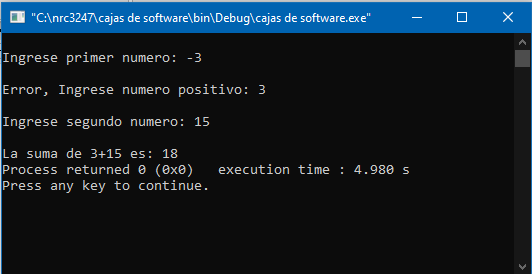 "C:\nrc3247\cajas de software\bin\Debug\cajas de software.exe"
Ingrese primer numero: -3
Error, Ingrese numero positivo: 3
Ingrese segundo numero: 15
La suma de 3+15 es: 18
Process returned 0 (0x0)   execution time : 4.980 s
Press any key to continue.